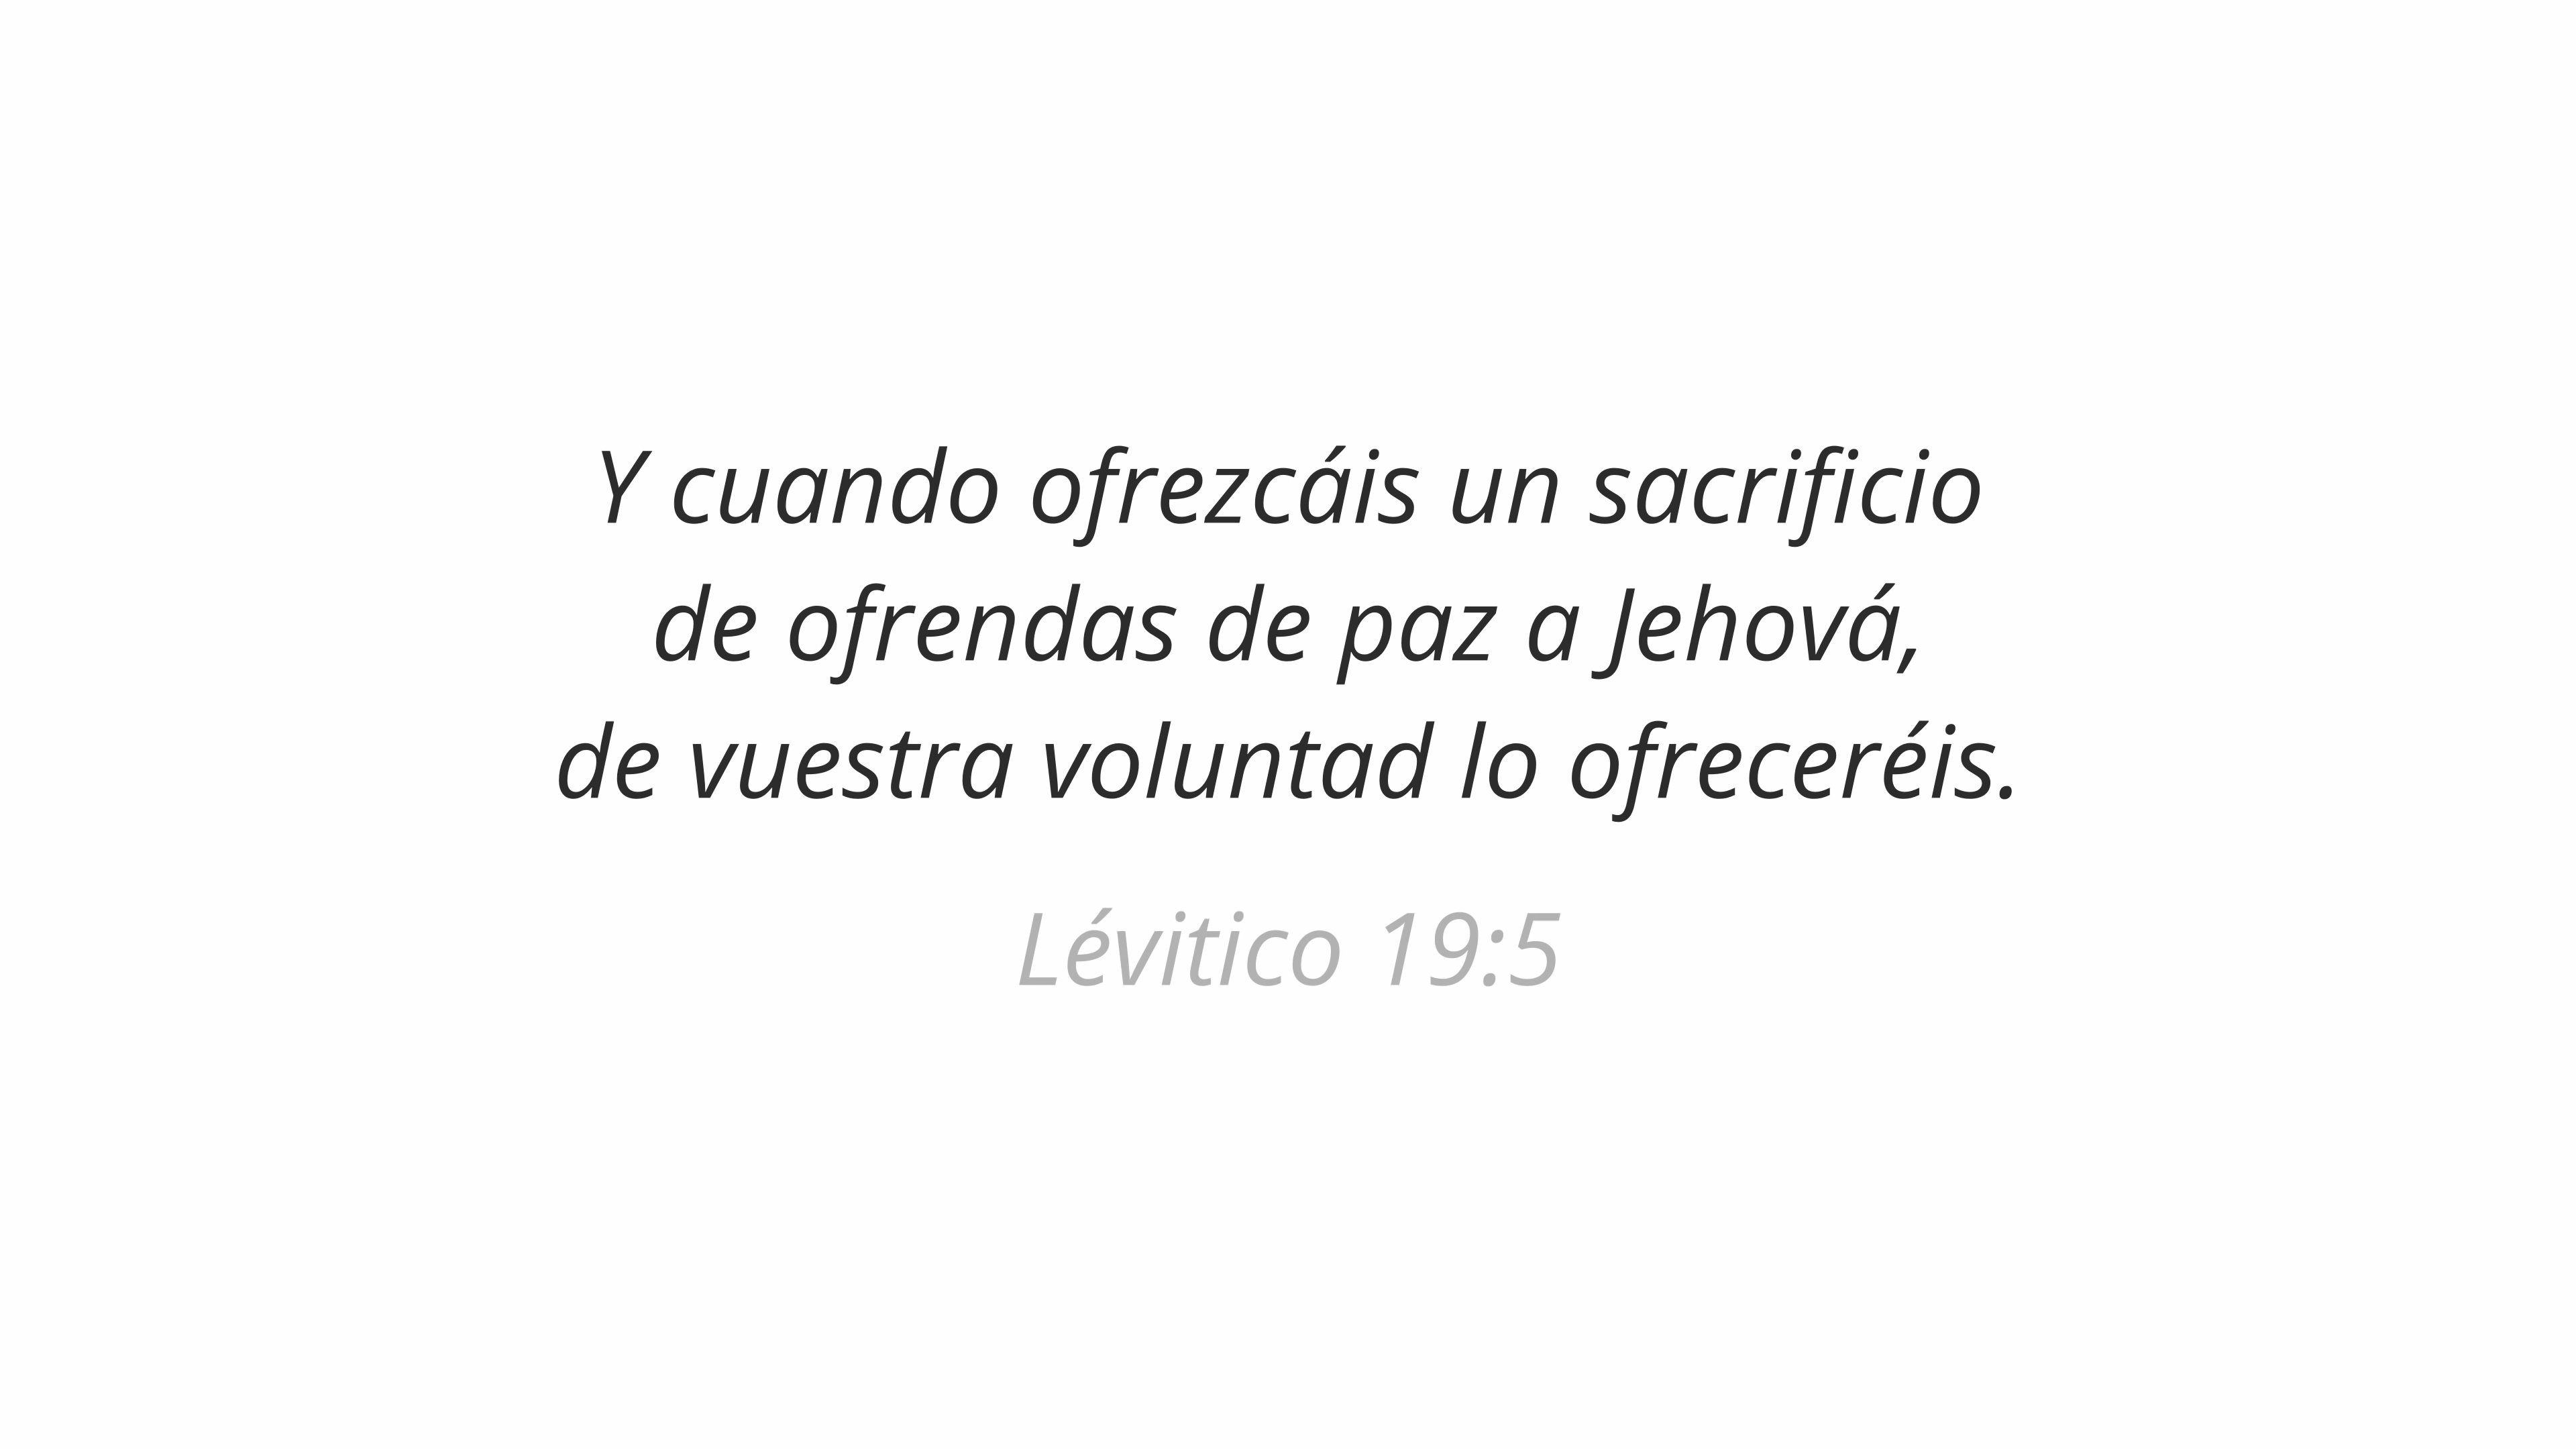 Y cuando ofrezcáis un sacrificio
de ofrendas de paz a Jehová,
de vuestra voluntad lo ofreceréis.
Lévitico 19:5